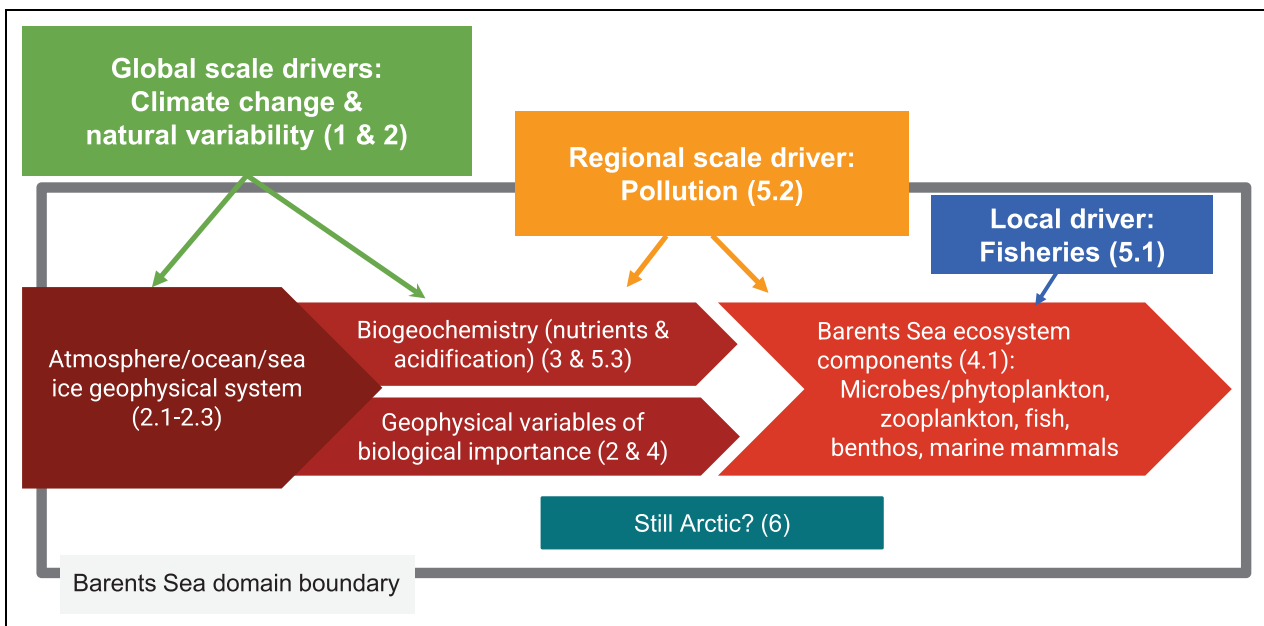 Global scale drivers:
Climate change &
natural variability (1 & 2)
Regional scale driver:
Pollution (5.2)
Local driver:
Fisheries (5.1)
Atmosphere/ocean/sea
ice geophysical system
(2.1-2.3)
Biogeochemistry (nutrients &
acidification) (3 & 5.3)
Geophysical variables of
biological importance (2 & 4)
Barents Sea ecosystem
components (4.1):
Microbes/phytoplankton,
zooplankton, fish,
benthos, marine mammals
Still Arctic? (6)
Barents Sea domain boundary